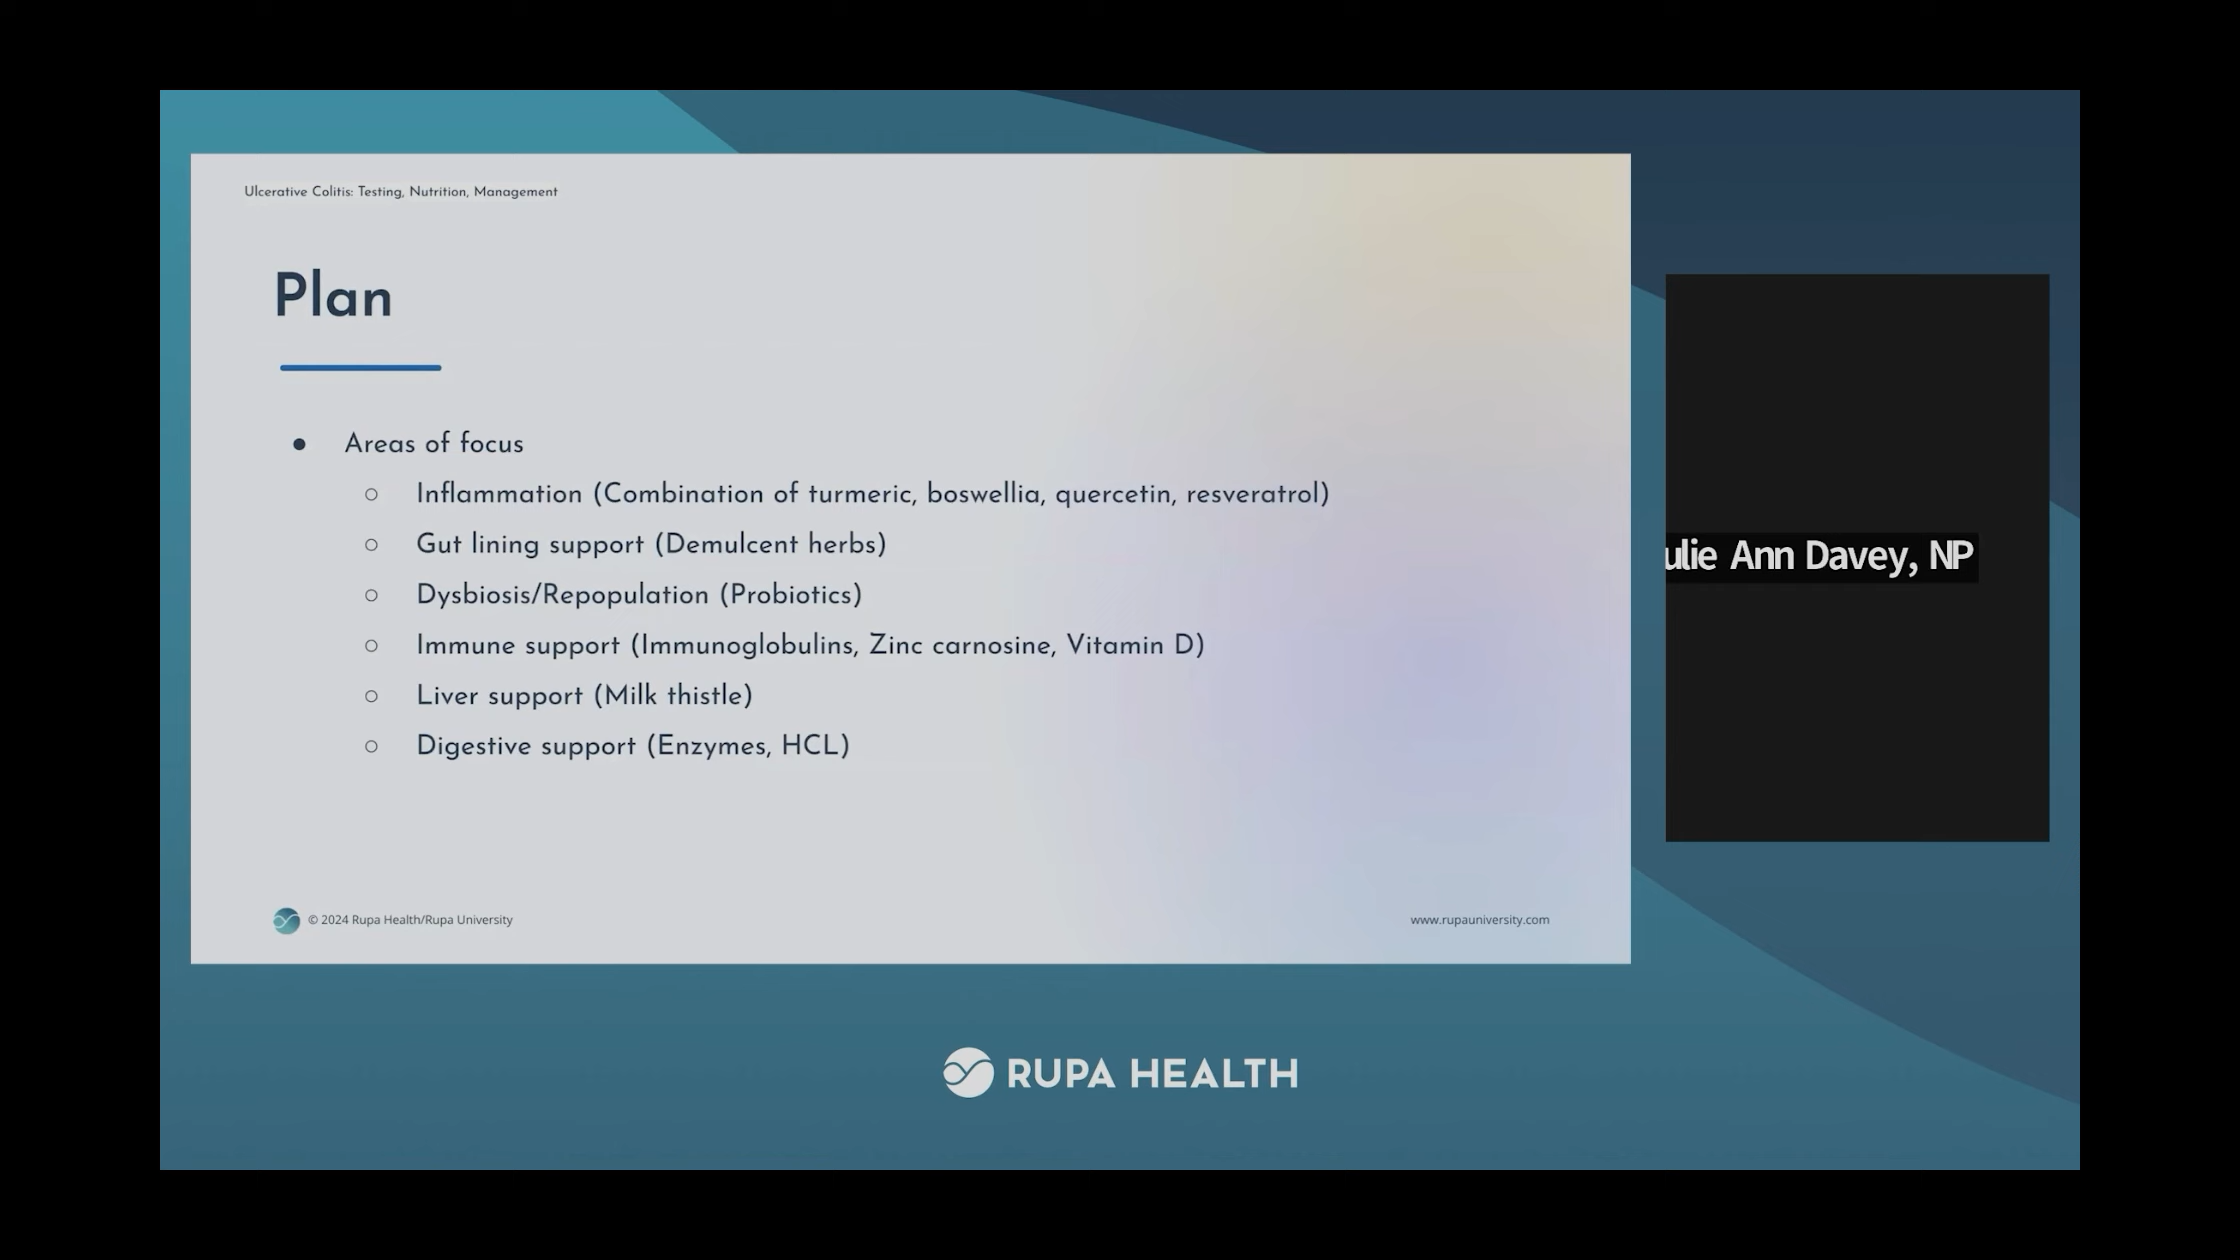 Ulcerative Colitis: Testing, Nutrition, Management
Plan
● Areas of focus
○ Inflammation (Combination of turmeric, boswellia, quercetin, resveratrol)
○ Gut lining support (Demulcent herbs)
○ Dysbiosis/Repopulation (Probiotics)
○ Immune support (Immunoglobulins, Zinc carnosine, Vitamin D)
○ Liver support (Milk thistle)
○ Digestive support (Enzymes, HCL)
ulie Ann Davey, NP
© 2024 Rupa Health/Rupa University
www.rupauniversity.com
RUPA HEALTH